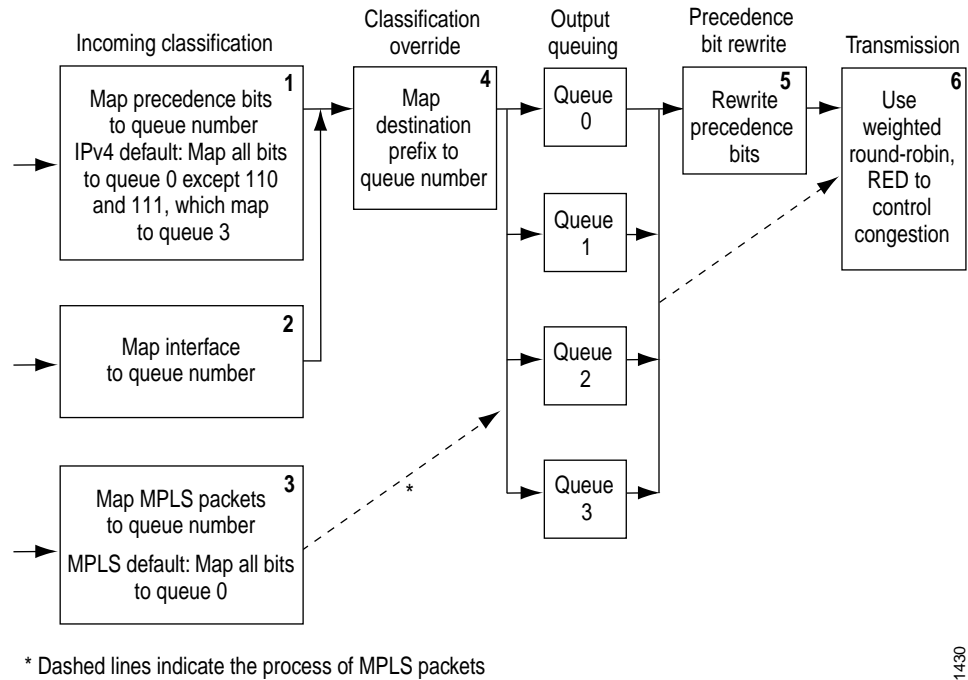 Incoming classification
Classification
override
Output
queuing
Precedence
bit rewrite
Transmission
1
Map precedence bits
to queue number
IPv4 default: Map all bits
to queue 0 except 110
and 111, which map
to queue 3
2
Map interface
to queue number
3
Map MPLS packets
to queue number
MPLS default: Map all bits
to queue 0
4
Map
destination
prefix to
queue number
Queue
0
Queue
1
Queue
2
Queue
3
5
Rewrite
precedence
bits
6
Use
weighted
round-robin,
RED to
control
congestion
*
* Dashed lines indicate the process of MPLS packets
1430